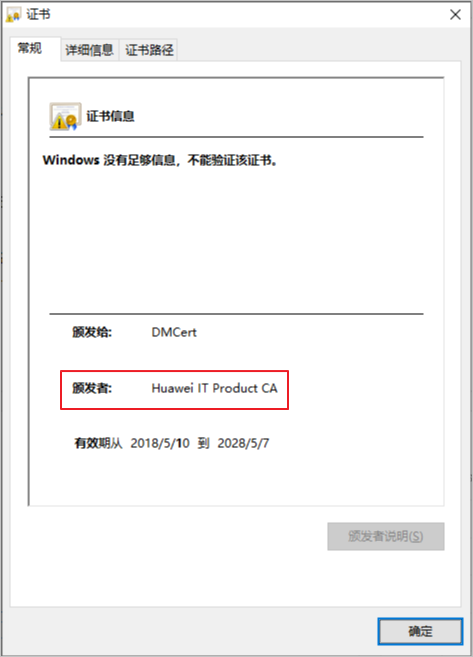 证书
常规 详细信息 证书路径
证书信息
Windows 没有足够信息，不能验证该证书。
颁发给: DMCert
颁发者: Huawei IT Product CA
有效期从 2018/5/10 到 2028/5/7
颁发者说明(S)
确定